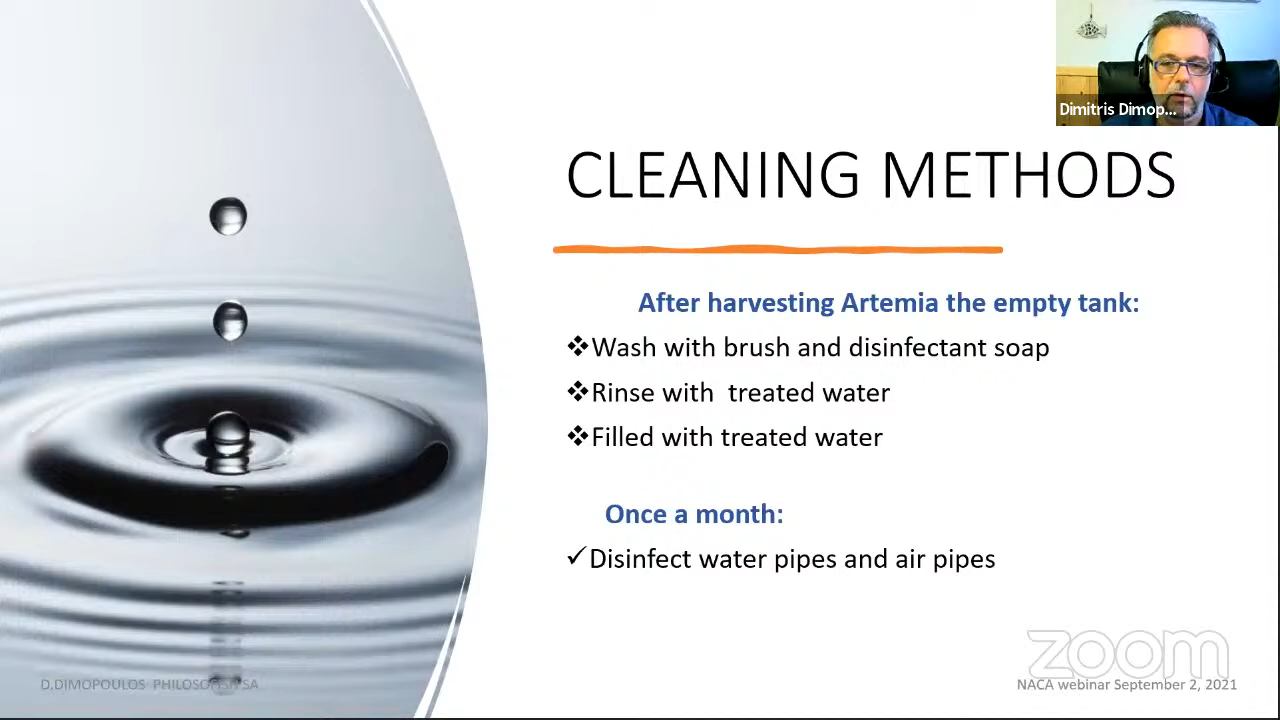 Dimitris Dimop...
CLEANING METHODS
After harvesting Artemia the empty tank:
❖Wash with brush and disinfectant soap
❖Rinse with treated water
❖Filled with treated water
Once a month:
✓Disinfect water pipes and air pipes
zoom
D.DIMOPOULOS PHILOSOFISH SA
NACA webinar September 2, 2021